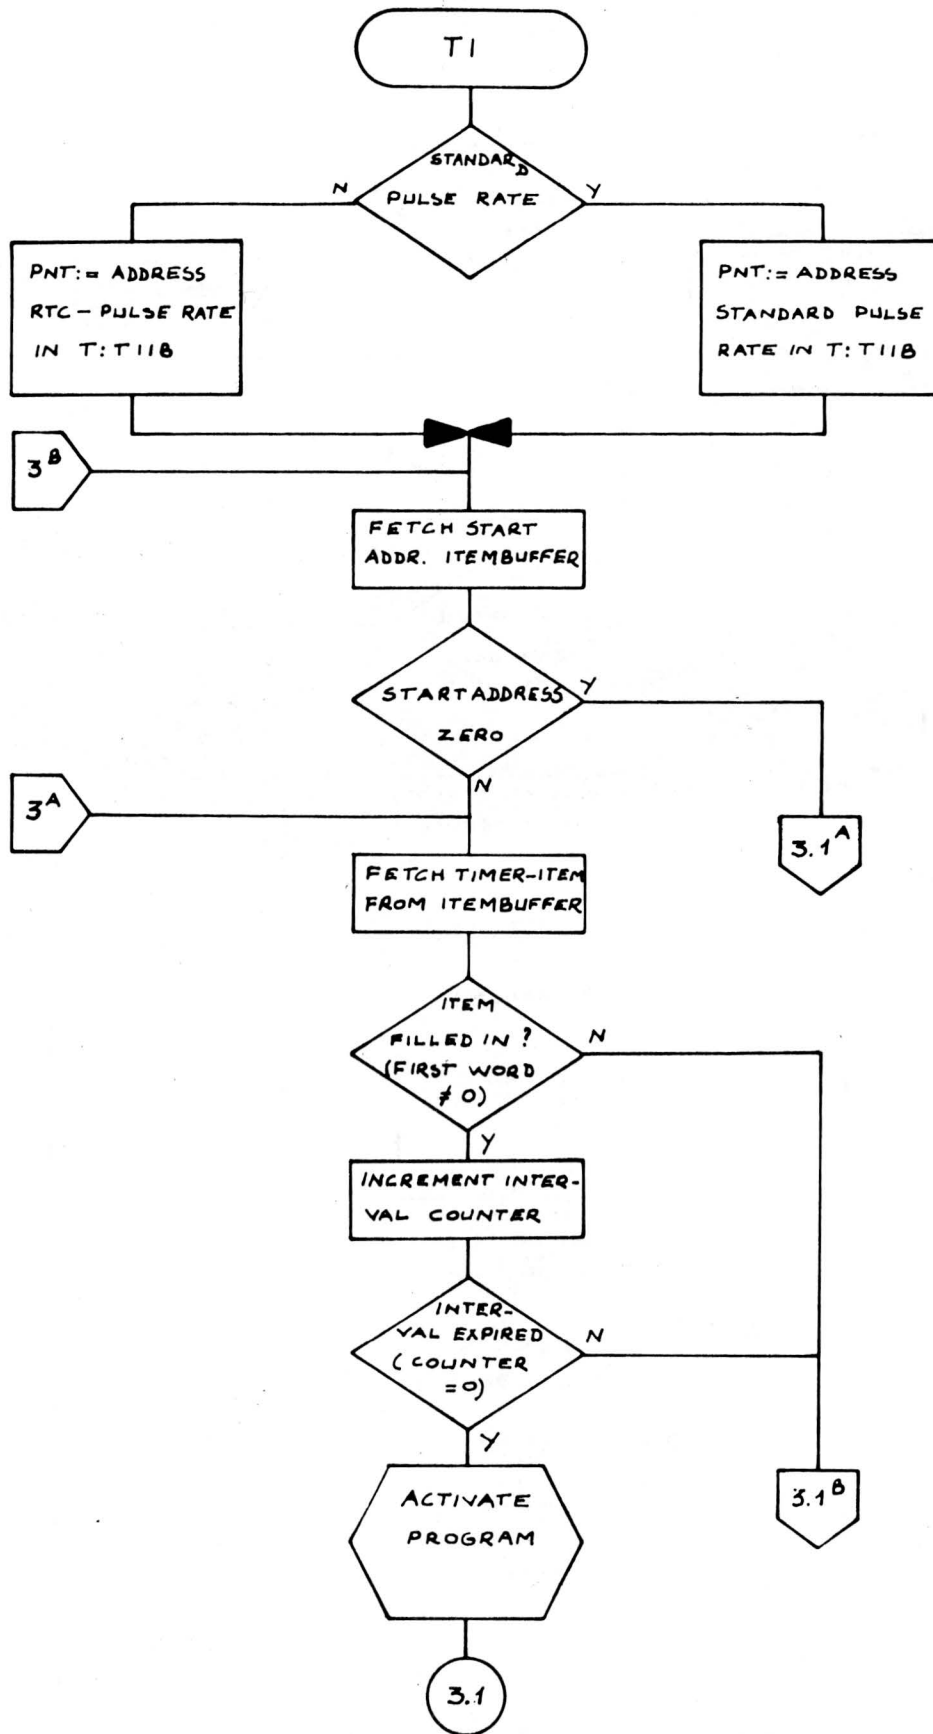 T1
STANDARD
PULSE RATE
N
Y
PNT:= ADDRESS
RTC - PULSE RATE
IN T:T11B
PNT:= ADDRESS
STANDARD PULSE
RATE IN T:T11B
3B
FETCH START
ADDR. ITEMBUFFER
START ADDRESS
ZERO
Y
N
3A
3.1A
FETCH TIMER-ITEM
FROM ITEMBUFFER
ITEM
FILLED IN ?
(FIRST WORD
≠ 0)
N
Y
INCREMENT INTER-
VAL COUNTER
INTER-
VAL EXPIRED
(COUNTER
=0)
N
Y
3.1B
ACTIVATE
PROGRAM
3.1